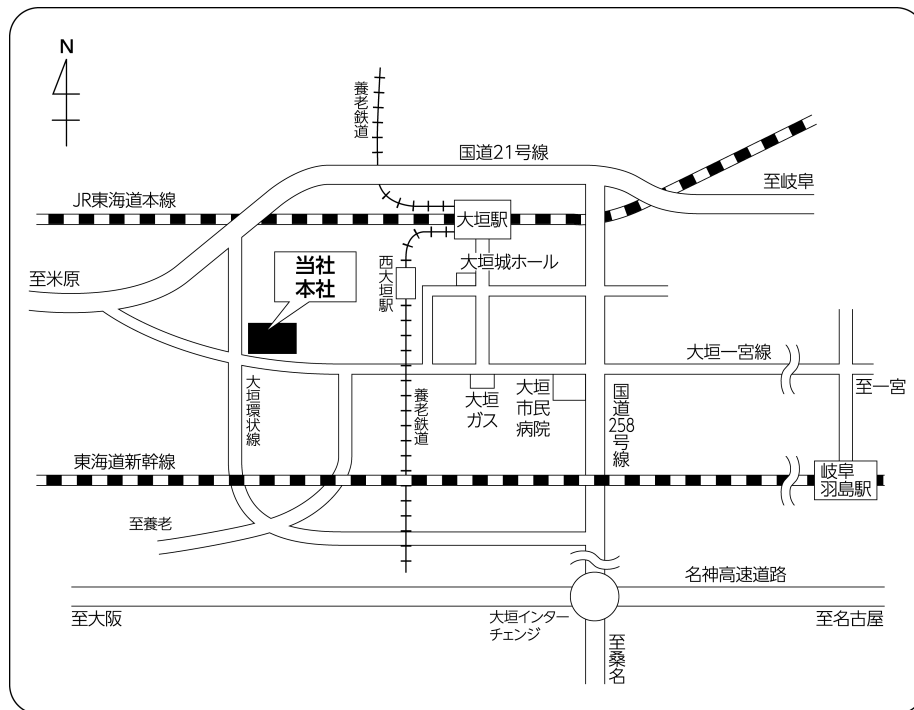 N
養老鉄道
国道21号線
至岐阜
JR東海道本線
大垣駅
大垣城ホール
当社
本社
西大垣駅
至米原
大垣一宮線
至一宮
大垣環状線
養老鉄道
大垣
ガス
大垣
市民
病院
国道258号線
東海道新幹線
岐阜
羽島駅
至養老
名神高速道路
至大阪
大垣インター
チェンジ
至名古屋
至桑名